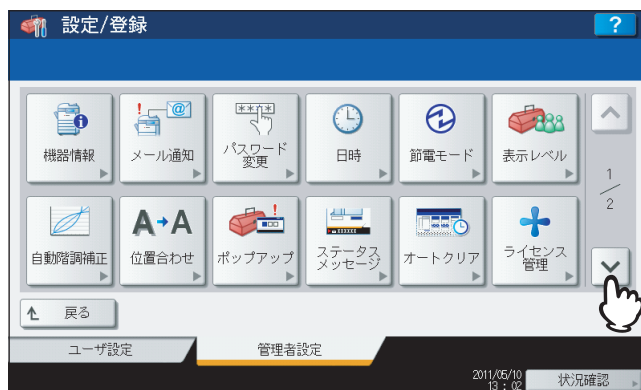 設定/登録
?
機器情報
!
@
メール通知
****
パスワード
変更
日時
節電モード
表示レベル
1
2
自動階調補正
A→A
位置合わせ
!
ポップアップ
ステータス
メッセージ
オートクリア
ライセンス
管理
戻る
ユーザ設定
管理者設定
2011/05/10
13 : 02
状況確認